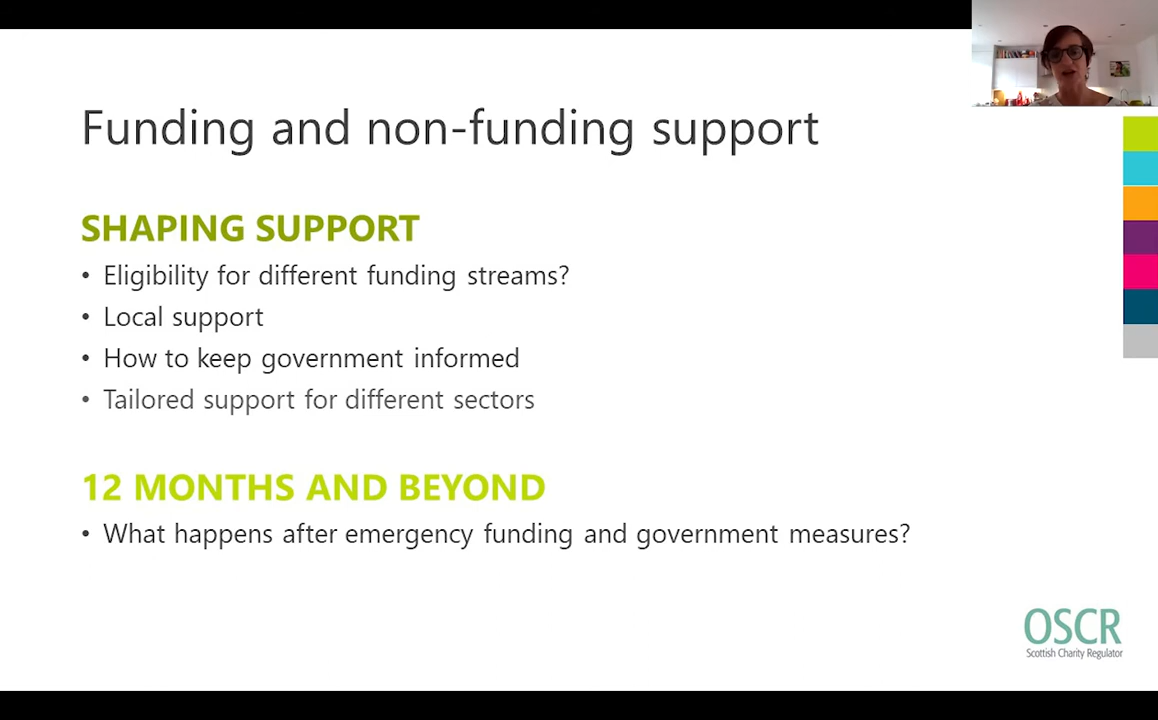 Funding and non-funding support
SHAPING SUPPORT
• Eligibility for different funding streams?
• Local support
• How to keep government informed
• Tailored support for different sectors
12 MONTHS AND BEYOND
• What happens after emergency funding and government measures?
OSCR
Scottish Charity Regulator